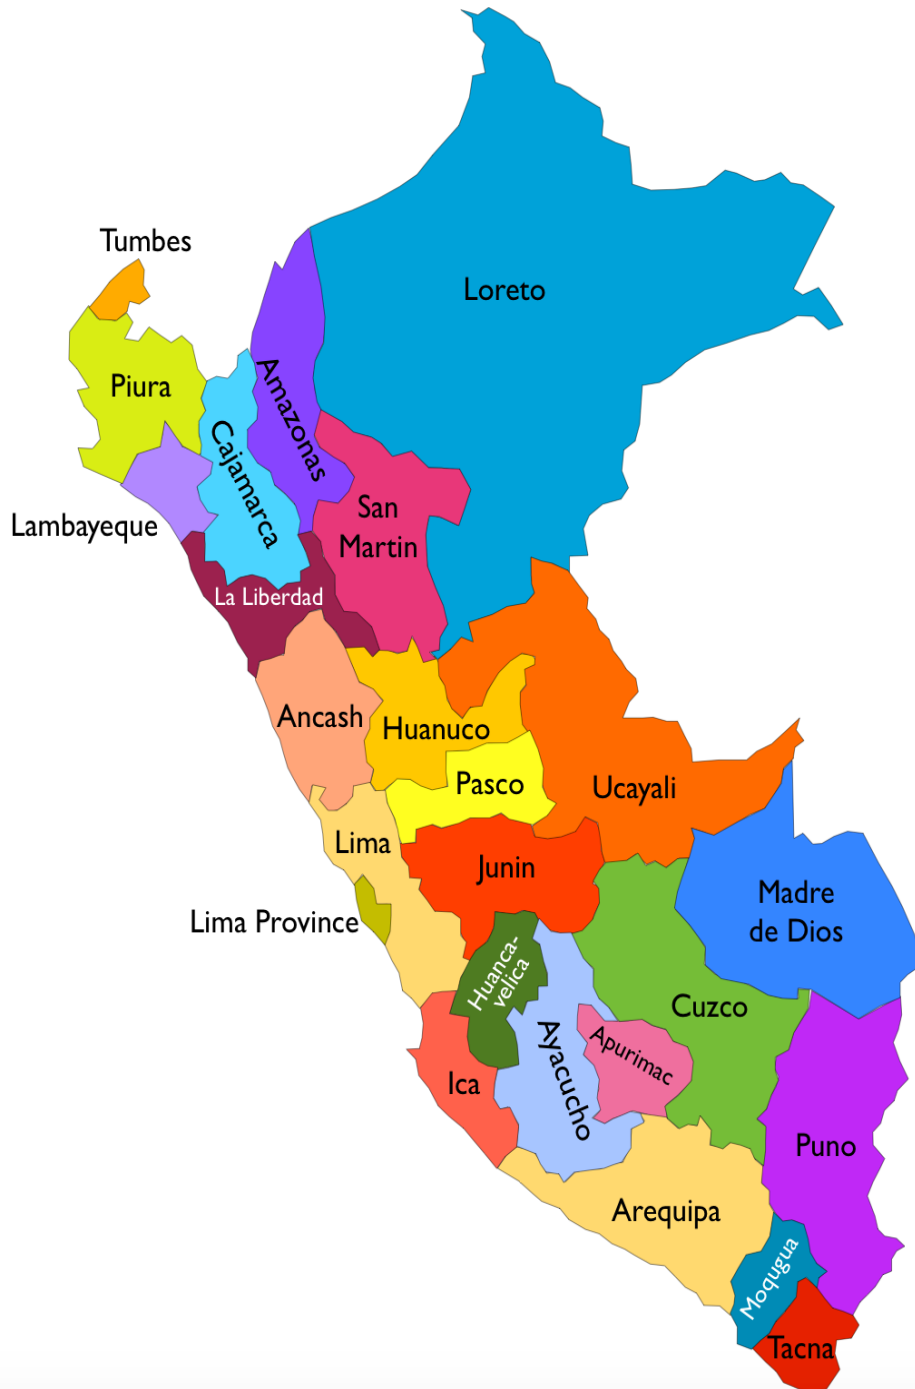 Tumbes
Loreto
Piura
Amazonas
Cajamarca
San
Martin
Lambayeque
La Liberdad
Ancash
Huanuco
Pasco
Ucayali
Lima
Junin
Madre
de Dios
Lima Province
Huanca-
velica
Cuzco
Ayacucho
Apurimac
Ica
Puno
Arequipa
Moqugua
Tacna